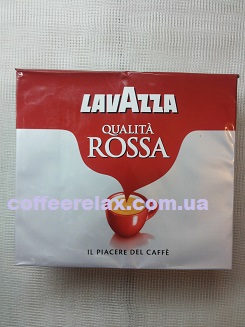 LAVAZZA
QUALITÀ
ROSSA
coffeerelax.com.ua
IL PIACERE DEL CAFFÈ